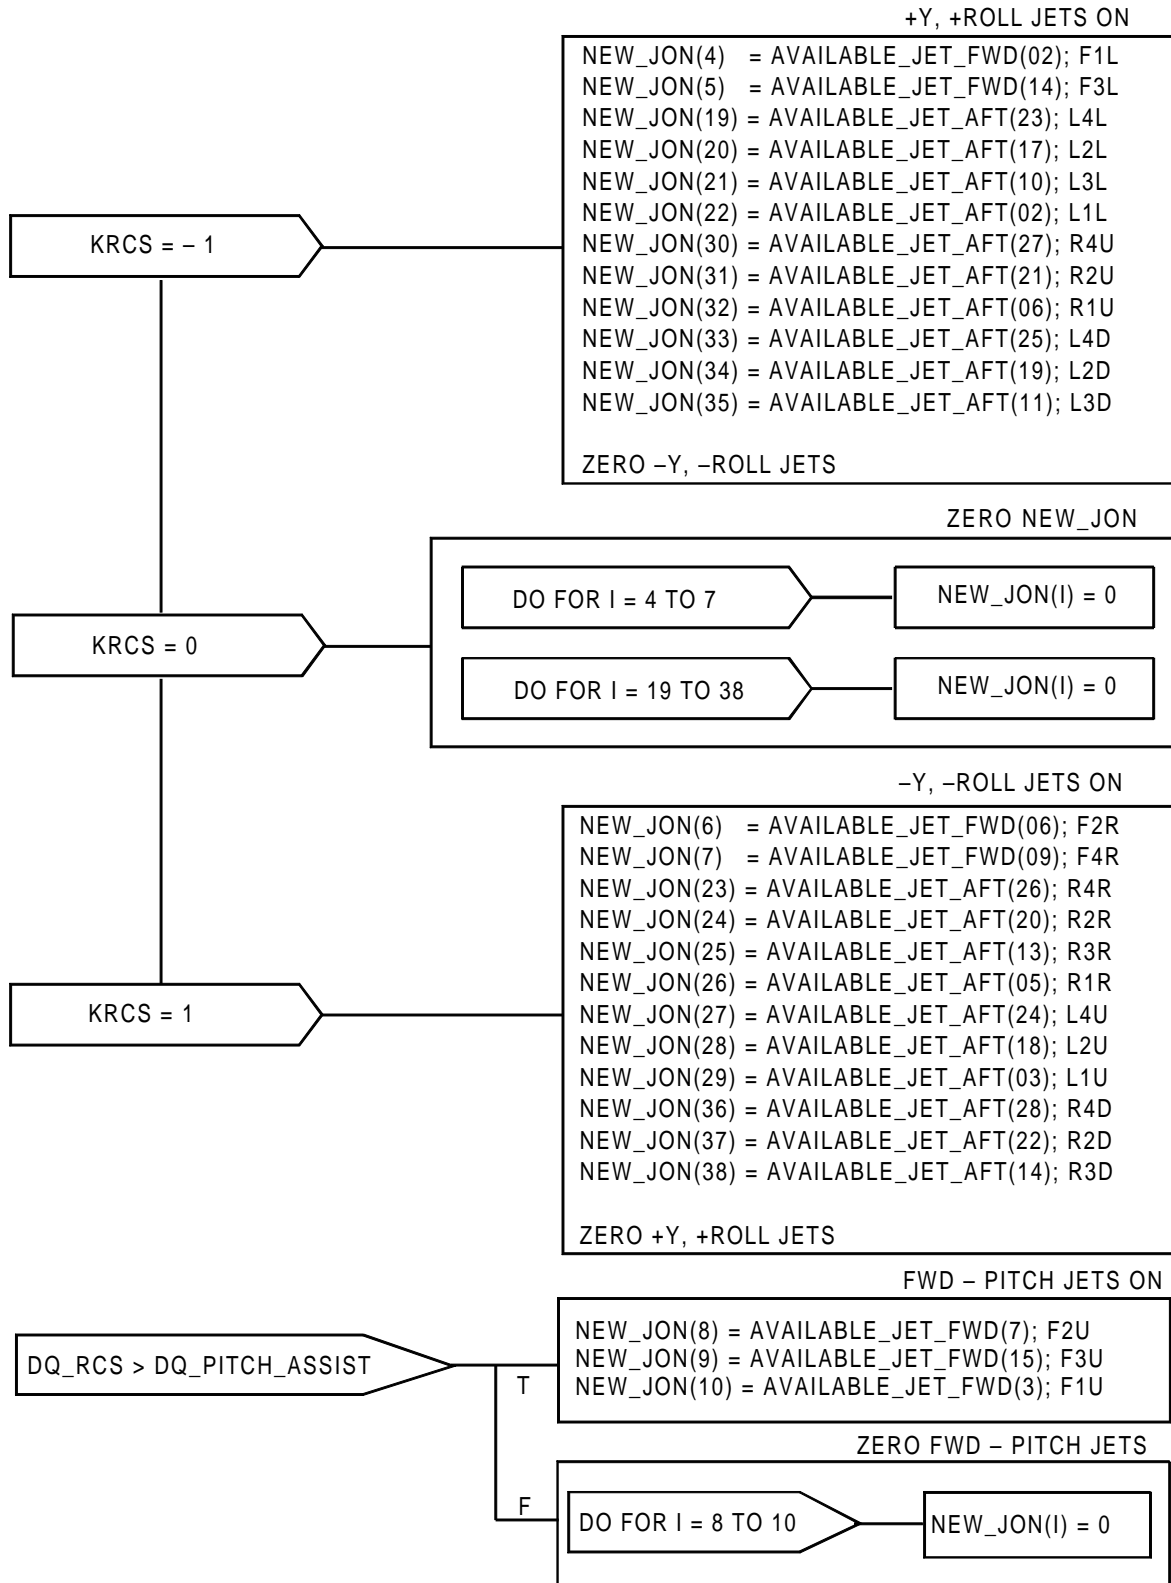 +Y, +ROLL JETS ON
NEW_JON(4) = AVAILABLE_JET_FWD(02); F1L
NEW_JON(5) = AVAILABLE_JET_FWD(14); F3L
NEW_JON(19) = AVAILABLE_JET_AFT(23); L4L
NEW_JON(20) = AVAILABLE_JET_AFT(17); L2L
NEW_JON(21) = AVAILABLE_JET_AFT(10); L3L
NEW_JON(22) = AVAILABLE_JET_AFT(02); L1L
NEW_JON(30) = AVAILABLE_JET_AFT(27); R4U
NEW_JON(31) = AVAILABLE_JET_AFT(21); R2U
NEW_JON(32) = AVAILABLE_JET_AFT(06); R1U
NEW_JON(33) = AVAILABLE_JET_AFT(25); L4D
NEW_JON(34) = AVAILABLE_JET_AFT(19); L2D
NEW_JON(35) = AVAILABLE_JET_AFT(11); L3D
ZERO –Y, –ROLL JETS
KRCS = – 1
ZERO NEW_JON
DO FOR I = 4 TO 7
NEW_JON(I) = 0
KRCS = 0
DO FOR I = 19 TO 38
NEW_JON(I) = 0
–Y, –ROLL JETS ON
NEW_JON(6) = AVAILABLE_JET_FWD(06); F2R
NEW_JON(7) = AVAILABLE_JET_FWD(09); F4R
NEW_JON(23) = AVAILABLE_JET_AFT(26); R4R
NEW_JON(24) = AVAILABLE_JET_AFT(20); R2R
NEW_JON(25) = AVAILABLE_JET_AFT(13); R3R
NEW_JON(26) = AVAILABLE_JET_AFT(05); R1R
NEW_JON(27) = AVAILABLE_JET_AFT(24); L4U
NEW_JON(28) = AVAILABLE_JET_AFT(18); L2U
NEW_JON(29) = AVAILABLE_JET_AFT(03); L1U
NEW_JON(36) = AVAILABLE_JET_AFT(28); R4D
NEW_JON(37) = AVAILABLE_JET_AFT(22); R2D
NEW_JON(38) = AVAILABLE_JET_AFT(14); R3D
ZERO +Y, +ROLL JETS
KRCS = 1
FWD – PITCH JETS ON
NEW_JON(8) = AVAILABLE_JET_FWD(7); F2U
NEW_JON(9) = AVAILABLE_JET_FWD(15); F3U
NEW_JON(10) = AVAILABLE_JET_FWD(3); F1U
DQ_RCS > DQ_PITCH_ASSIST
T
ZERO FWD – PITCH JETS
F
DO FOR I = 8 TO 10
NEW_JON(I) = 0